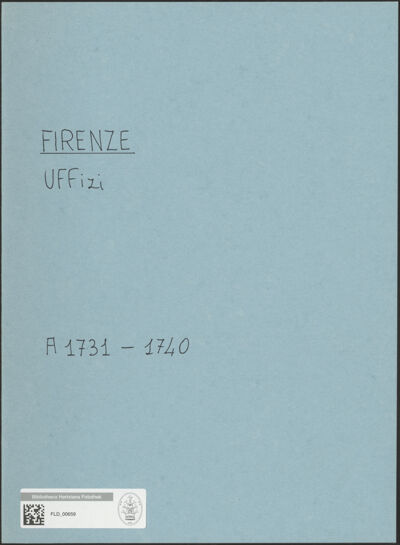 FIRENZE
UFFizi
A 1731 - 1740
Bibliotheca Hertziana Fotothek
FLD_00659